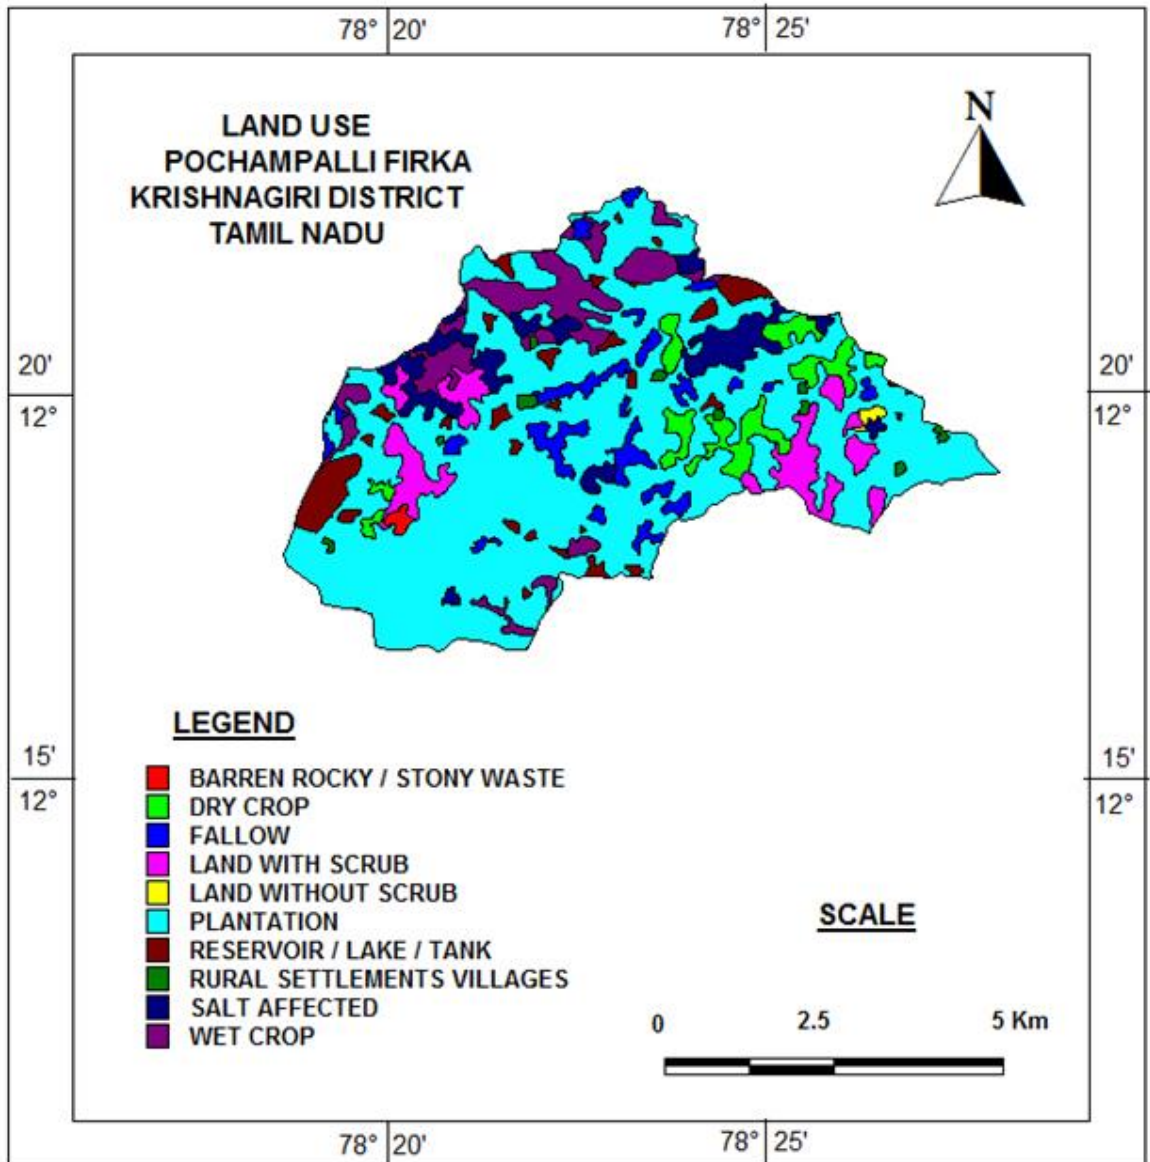 78° 20' 78° 25'
N
LAND USE
POCHAMPALLI FIRKA
KRISHNAGIRI DISTRICT
TAMIL NADU
20' 20'
12° 12°
LEGEND
15' 15'
12° 12°
BARREN ROCKY / STONY WASTE
DRY CROP
FALLOW
LAND WITH SCRUB
LAND WITHOUT SCRUB
PLANTATION
RESERVOIR / LAKE / TANK
RURAL SETTLEMENTS VILLAGES
SALT AFFECTED
WET CROP
SCALE
0 2.5 5 Km
78° 20' 78° 25'